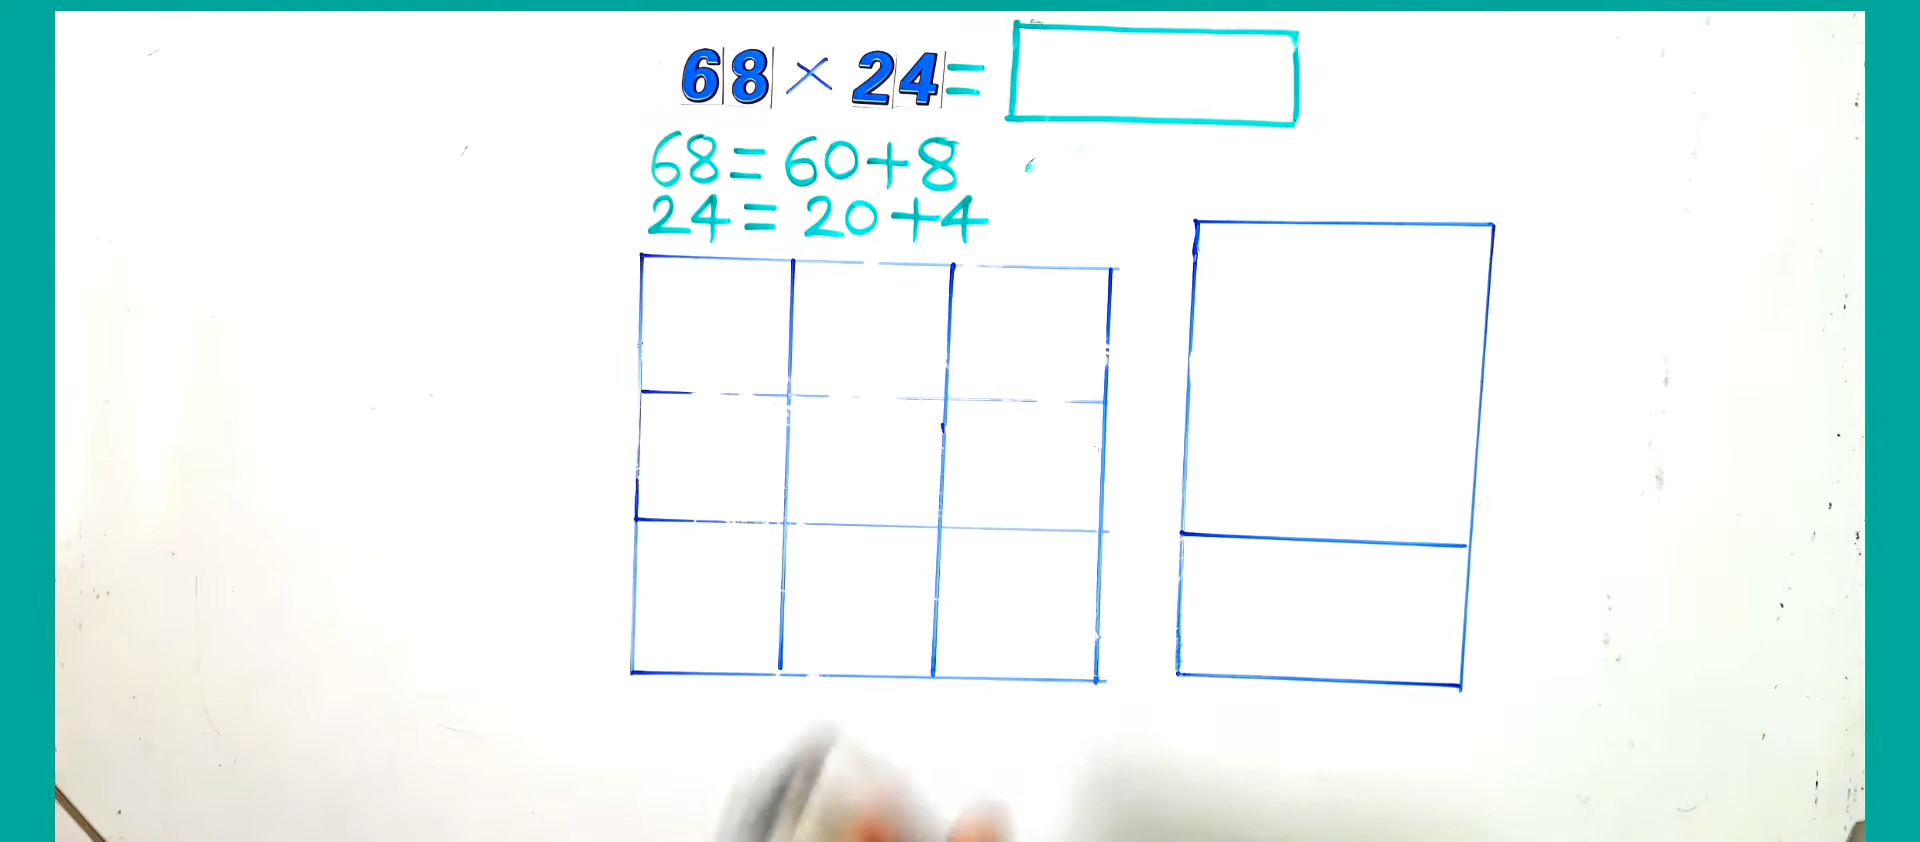 68 × 24 =
68 = 60 + 8
24 = 20 + 4